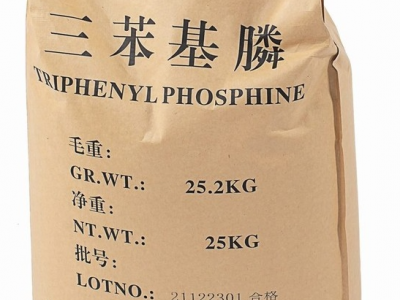 三苯基膦
TRIPHENYL PHOSPHINE
毛重：
GR.WT.: 25.2KG
净重：
NT.WT.: 25KG
批号：
LOTNO.: 21122301 合格